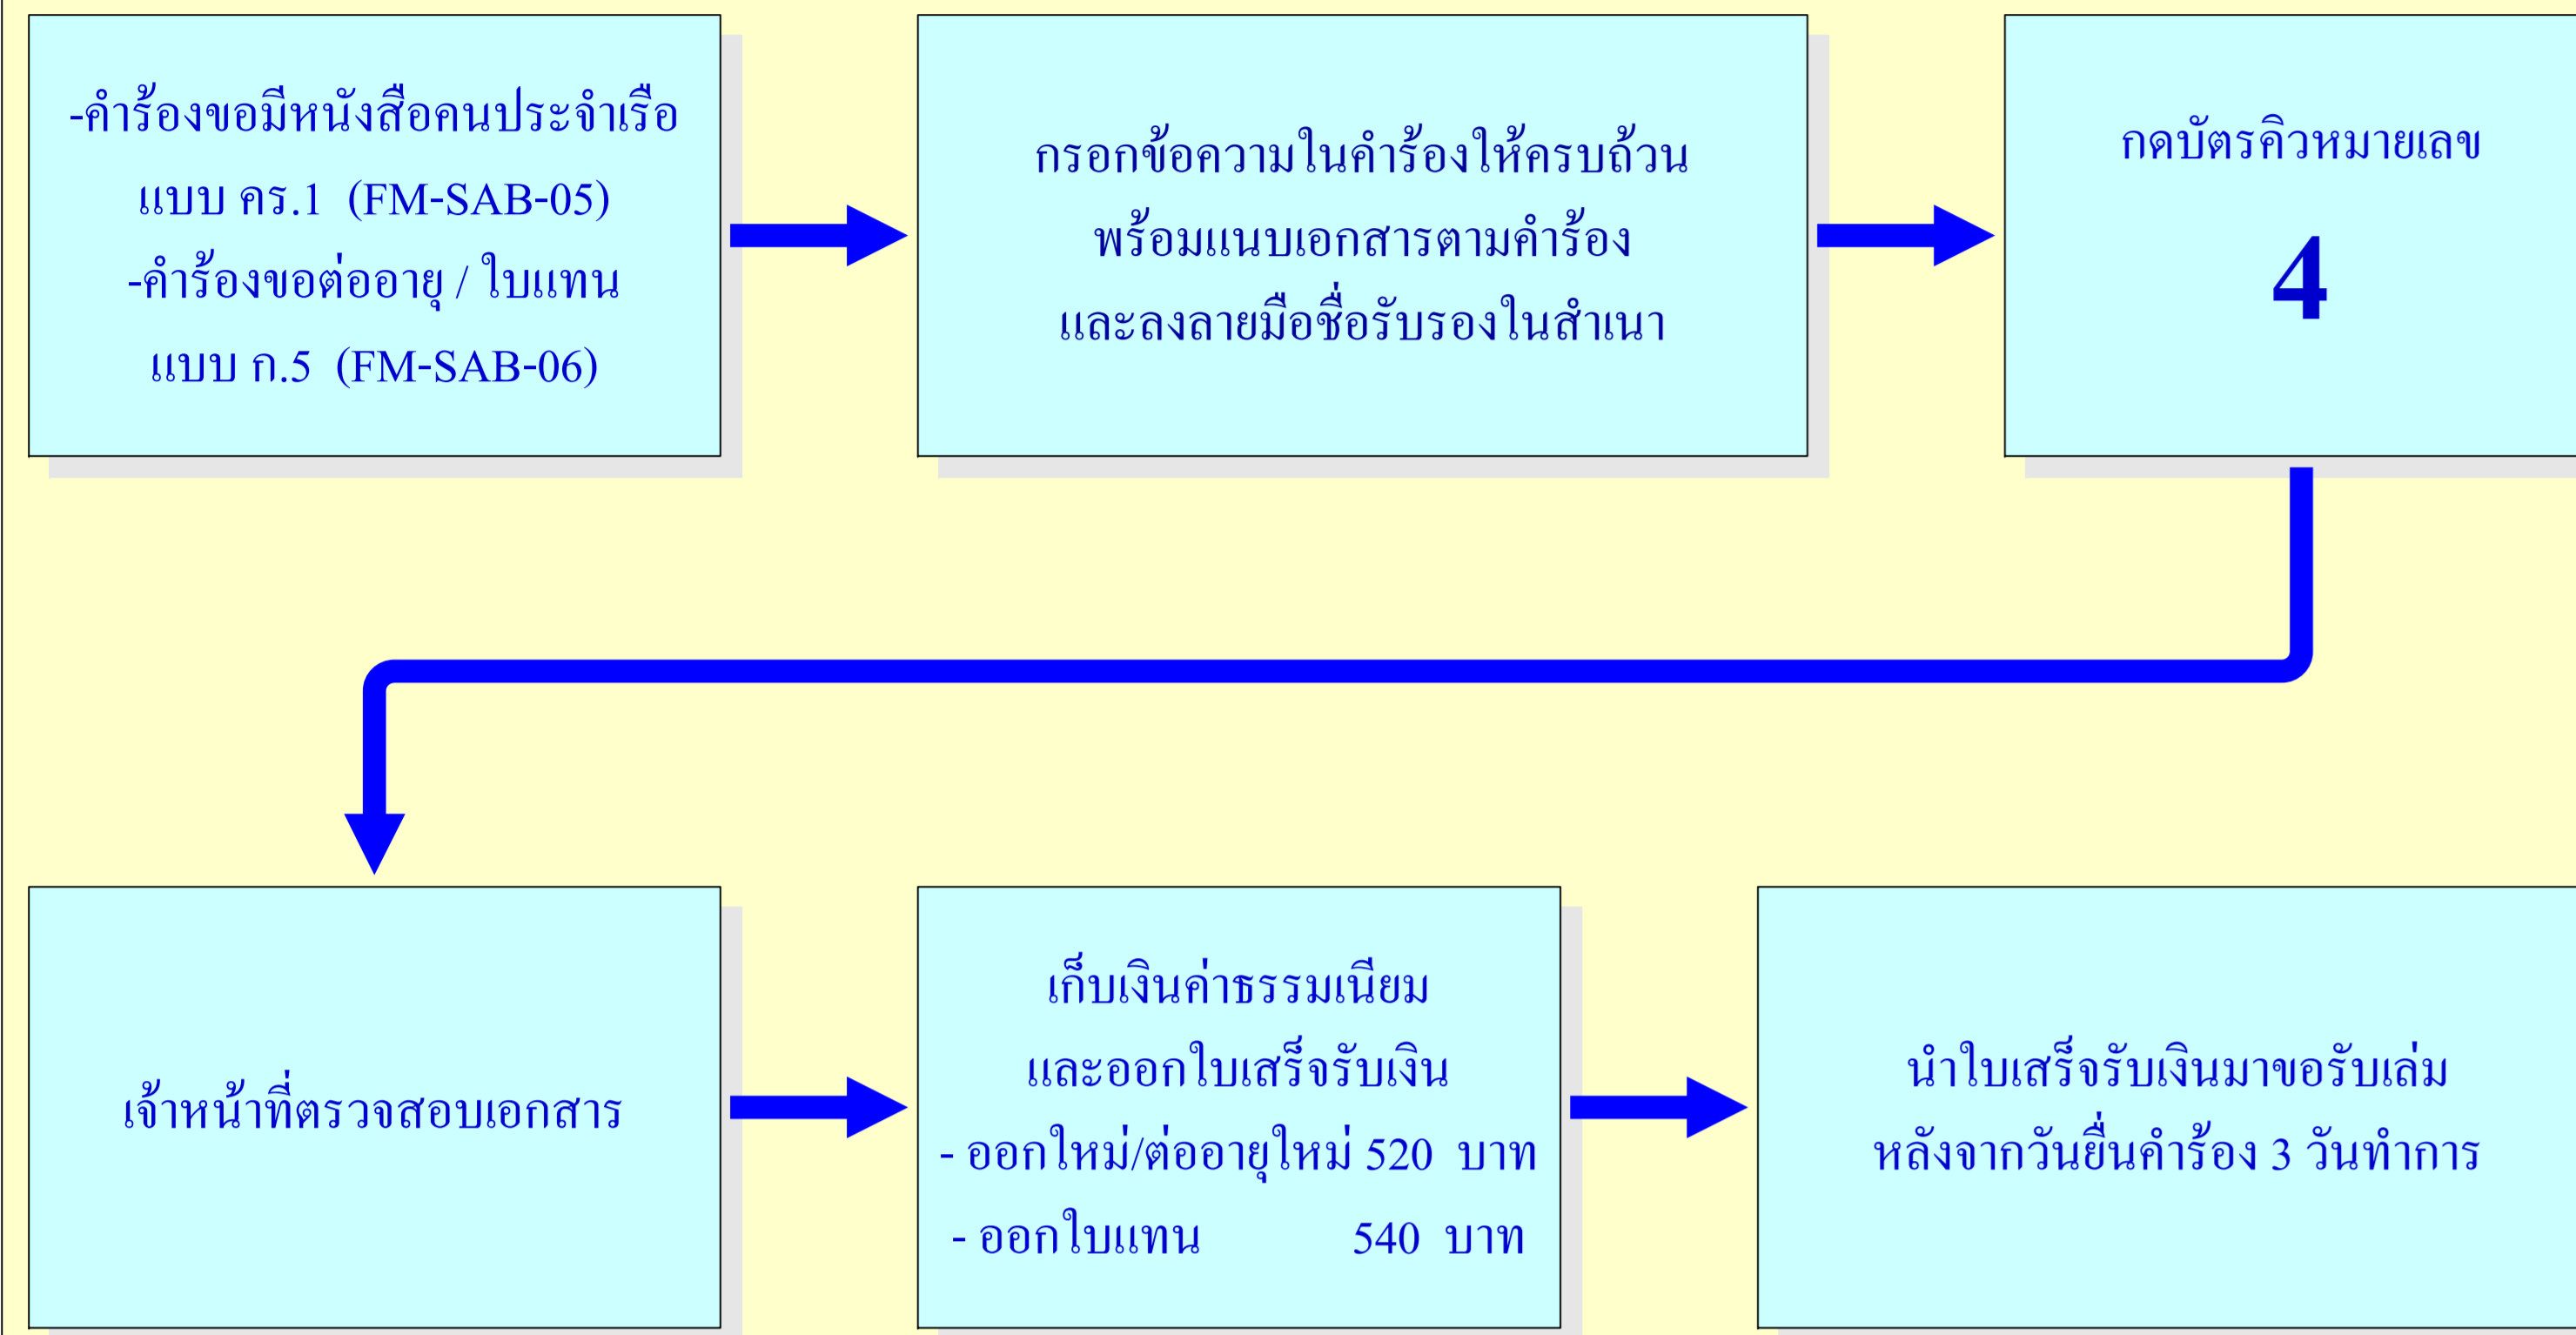 -คำร้องขอมีหนังสือคนประจำเรือ
แบบ คร.1 (FM-SAB-05)
-คำร้องขอต่ออายุ / ใบแทน
แบบ ก.5 (FM-SAB-06)
กรอกข้อความในคำร้องให้ครบถ้วน
พร้อมแนบเอกสารตามคำร้อง
และลงลายมือชื่อรับรองในสำเนา
กดบัตรคิวหมายเลข
4
เจ้าหน้าที่ตรวจสอบเอกสาร
เก็บเงินค่าธรรมเนียม
และออกใบเสร็จรับเงิน
- ออกใหม่/ต่ออายุใหม่ 520 บาท
- ออกใบแทน 540 บาท
นำใบเสร็จรับเงินมาขอรับเล่ม
หลังจากวันยื่นคำร้อง 3 วันทำการ